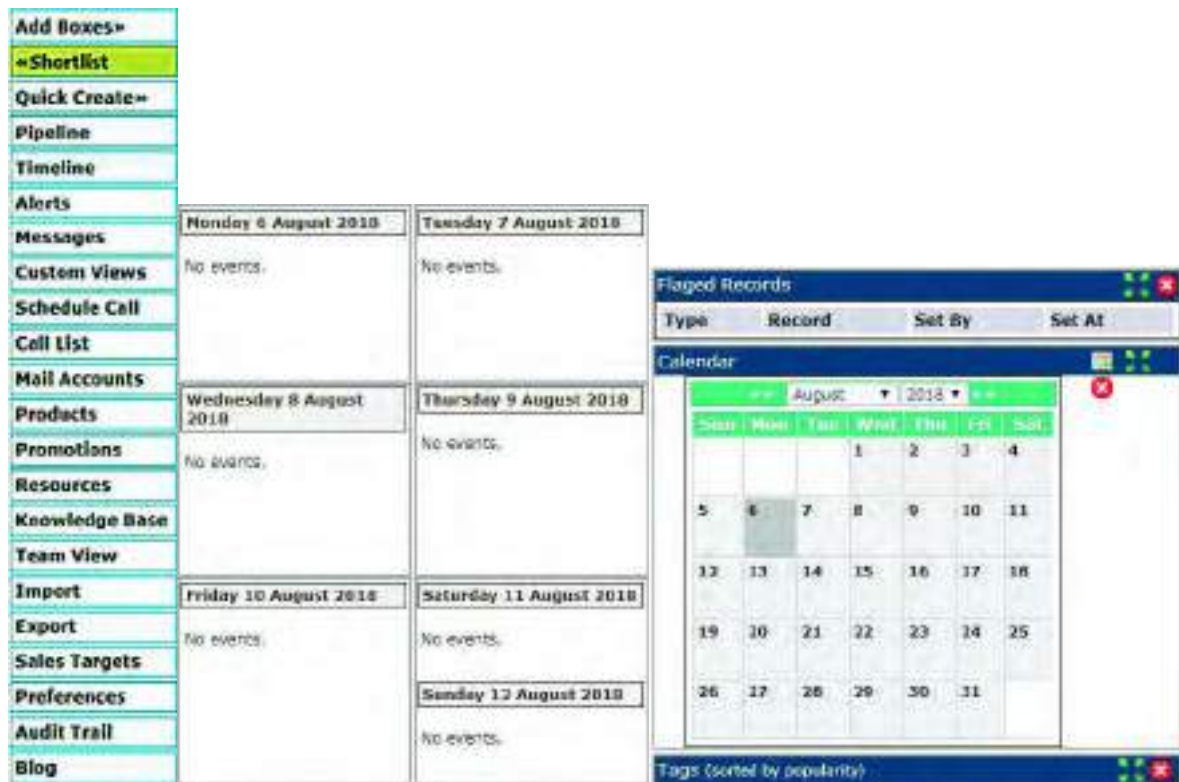 Add Boxes»
«Shortlist
Quick Create»
Pipeline
Timeline
Alerts
Messages
Custom Views
Schedule Call
Call List
Mail Accounts
Products
Promotions
Resources
Knowledge Base
Team View
Import
Export
Sales Targets
Preferences
Audit Trail
Blog
Monday 6 August 2018
No events.
Tuesday 7 August 2018
No events.
Wednesday 8 August
2018
No events.
Thursday 9 August 2018
No events.
Friday 10 August 2018
No events.
Saturday 11 August 2018
No events.
Sunday 12 August 2018
No events.
Flaged Records
Type Record Set By Set At
Calendar
<< August ▼ 2018 ▼ >>
Sun Mon Tue Wed Thu Fri Sat
1 2 3 4
5 6 7 8 9 10 11
12 13 14 15 16 17 18
19 20 21 22 23 24 25
26 27 28 29 30 31
Tags (sorted by popularity)